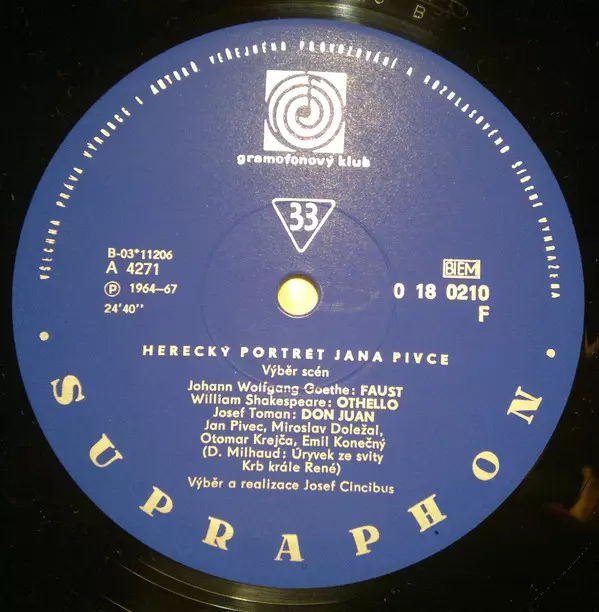 B
VŠECHNA PRÁVA VÝROBCE I AUTORŮ VEŘEJNÉHO PROVOZOVÁNÍ A ROZHLASOVÉHO ŠÍŘENÍ VYHRAŽENA
gramofonový klub
33
B-03*11206
A 4271
Ⓟ 1964-67
24'40''
BIEM
0 18 0210
F
HERECKÝ PORTRÉT JANA PIVCE
Výběr scén
Johann Wolfgang Goethe: FAUST
William Shakespeare: OTHELLO
Josef Toman: DON JUAN
Jan Pivec, Miroslav Doležal,
Otomar Krejča, Emil Konečný
(D. Milhaud: Úryvek ze svity
Krb krále René)
Výběr a realizace Josef Cincibus
SUPRAPHON